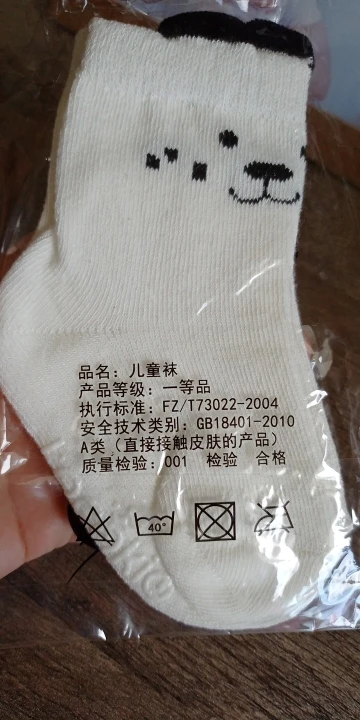 品名：儿童袜
产品等级：一等品
执行标准：FZ/T73022-2004
安全技术类别：GB18401-2010
A类（直接接触皮肤的产品）
质量检验：001 检验 合格
40°